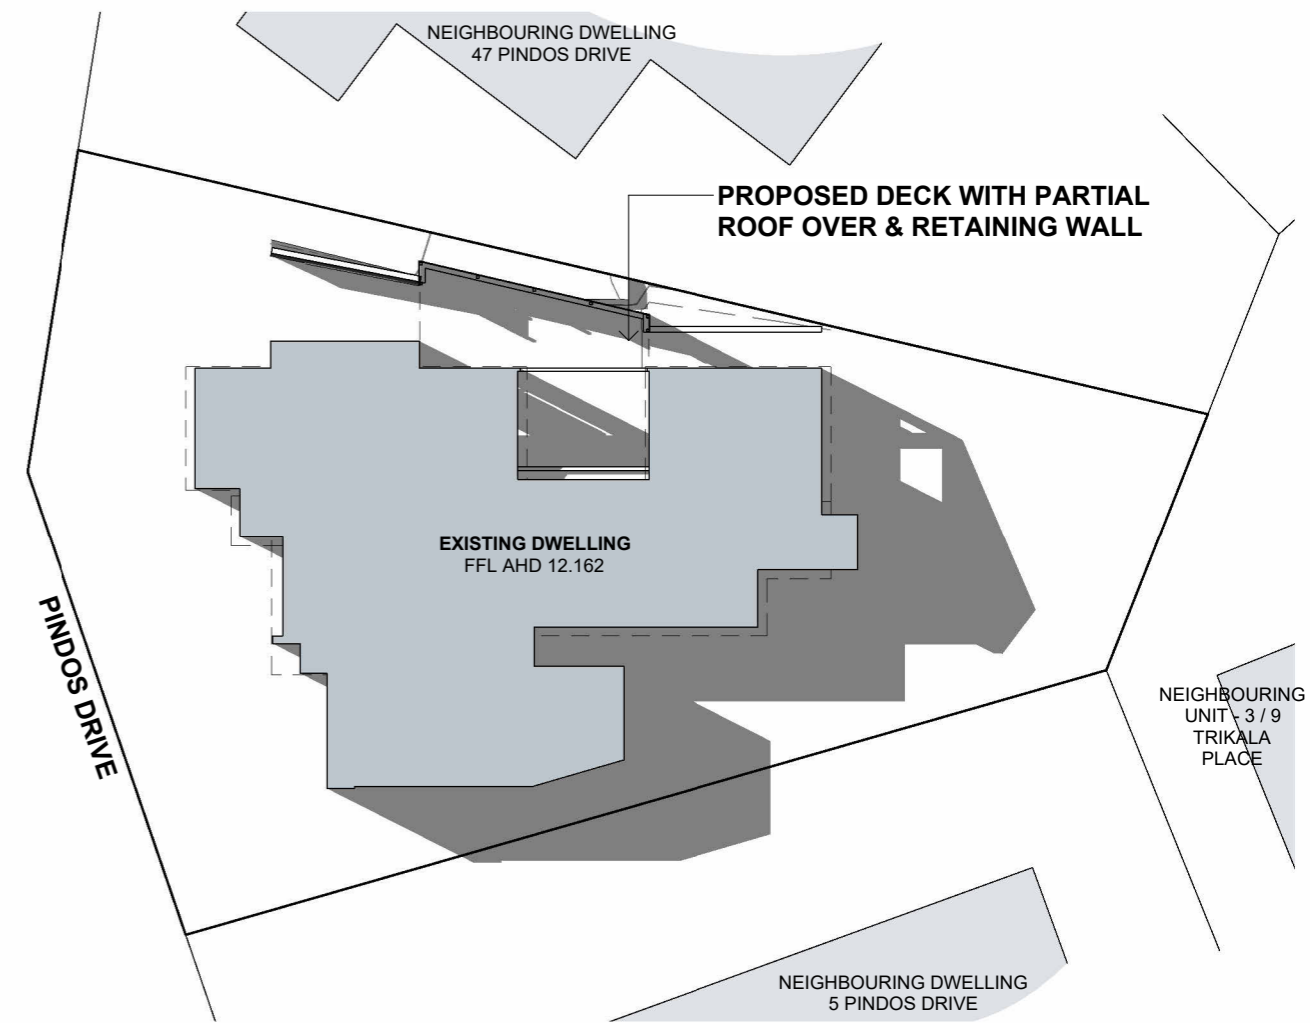 NEIGHBOURING DWELLING
47 PINDOS DRIVE
PROPOSED DECK WITH PARTIAL
ROOF OVER & RETAINING WALL
EXISTING DWELLING
FFL AHD 12.162
PINDOS DRIVE
NEIGHBOURING
UNIT - 3 / 9
TRIKALA
PLACE
NEIGHBOURING DWELLING
5 PINDOS DRIVE